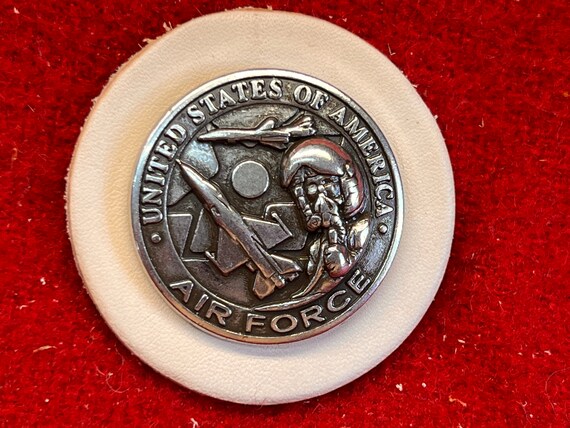 • UNITED STATES OF AMERICA •
AIR FORCE